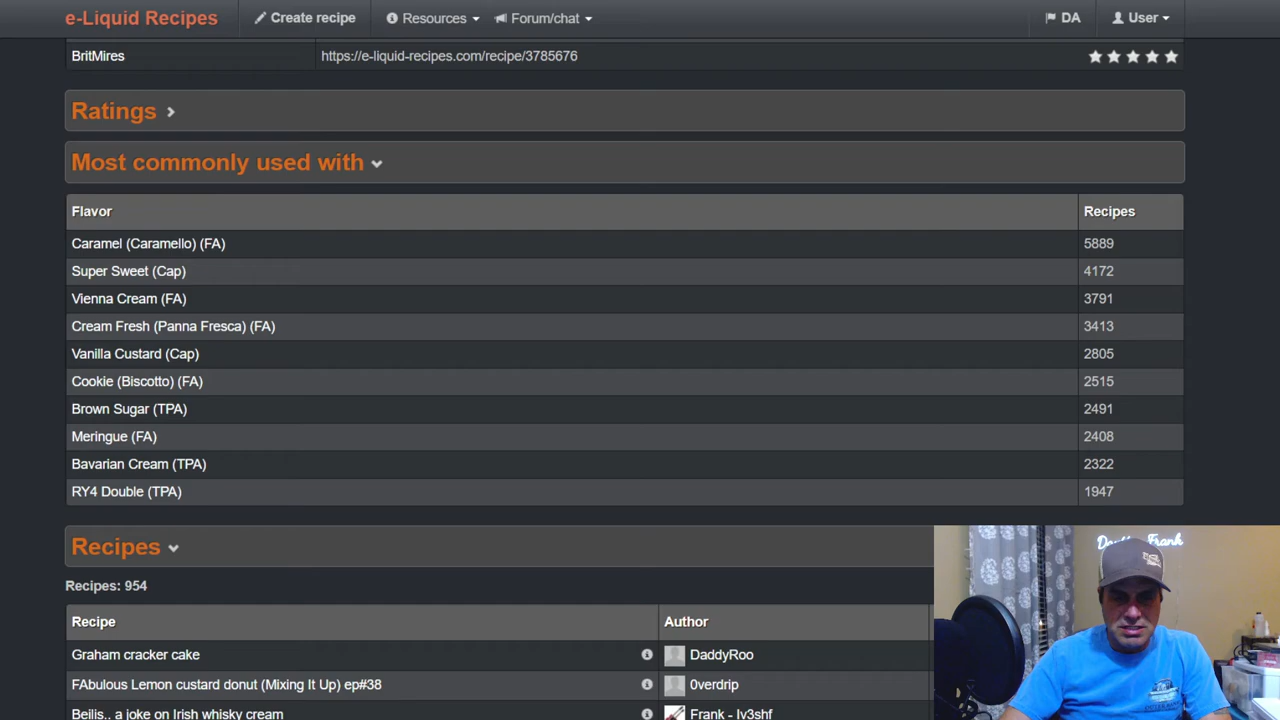 e-Liquid Recipes Create recipe Resources Forum/chat DA User
BritMires https://e-liquid-recipes.com/recipe/3785676
Ratings
Most commonly used with
Flavor Recipes
Caramel (Caramello) (FA) 5889
Super Sweet (Cap) 4172
Vienna Cream (FA) 3791
Cream Fresh (Panna Fresca) (FA) 3413
Vanilla Custard (Cap) 2805
Cookie (Biscotto) (FA) 2515
Brown Sugar (TPA) 2491
Meringue (FA) 2408
Bavarian Cream (TPA) 2322
RY4 Double (TPA) 1947
Recipes
Recipes: 954
Recipe Author
Graham cracker cake DaddyRoo
FAbulous Lemon custard donut (Mixing It Up) ep#38 0verdrip
Beilis.. a joke on Irish whisky cream Frank - Iv3shf